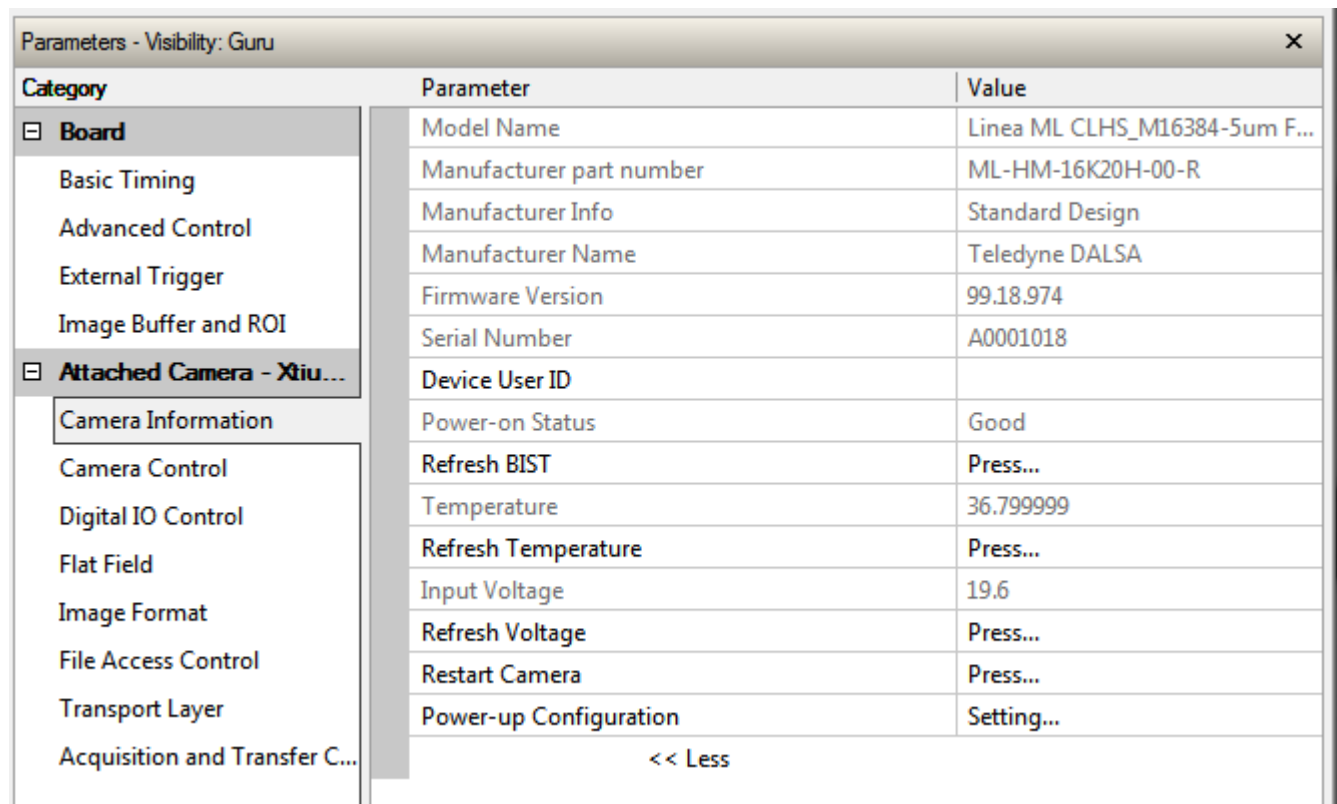 Parameters - Visibility: Guru ×
Category Parameter Value
Board
Basic Timing
Advanced Control
External Trigger
Image Buffer and ROI
Attached Camera - Xtiu...
Camera Information
Camera Control
Digital IO Control
Flat Field
Image Format
File Access Control
Transport Layer
Acquisition and Transfer C...
Model Name Linea ML CLHS_M16384-5um F...
Manufacturer part number ML-HM-16K20H-00-R
Manufacturer Info Standard Design
Manufacturer Name Teledyne DALSA
Firmware Version 99.18.974
Serial Number A0001018
Device User ID
Power-on Status Good
Refresh BIST Press...
Temperature 36.799999
Refresh Temperature Press...
Input Voltage 19.6
Refresh Voltage Press...
Restart Camera Press...
Power-up Configuration Setting...
<< Less